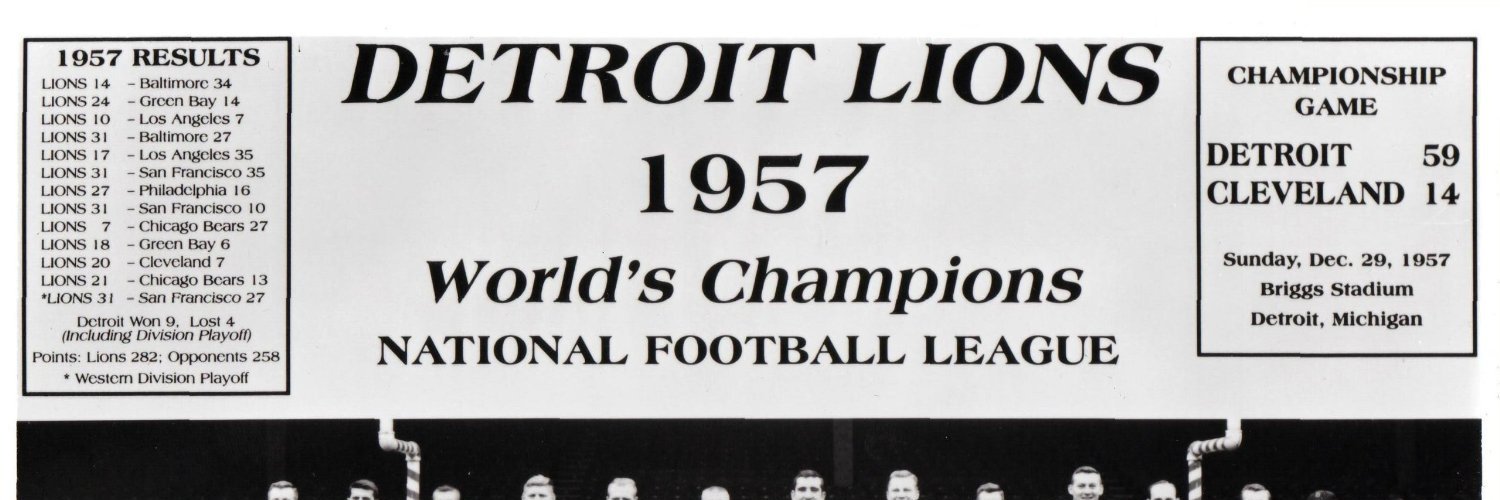 1957 RESULTS
LIONS 14 – Baltimore 34
LIONS 24 – Green Bay 14
LIONS 10 – Los Angeles 7
LIONS 31 – Baltimore 27
LIONS 17 – Los Angeles 35
LIONS 31 – San Francisco 35
LIONS 27 – Philadelphia 16
LIONS 31 – San Francisco 10
LIONS 7 – Chicago Bears 27
LIONS 18 – Green Bay 6
LIONS 20 – Cleveland 7
LIONS 21 – Chicago Bears 13
*LIONS 31 – San Francisco 27
Detroit Won 9, Lost 4
(Including Division Playoff)
Points: Lions 282; Opponents 258
* Western Division Playoff
DETROIT LIONS
1957
World's Champions
NATIONAL FOOTBALL LEAGUE
CHAMPIONSHIP
GAME
DETROIT 59
CLEVELAND 14
Sunday, Dec. 29, 1957
Briggs Stadium
Detroit, Michigan